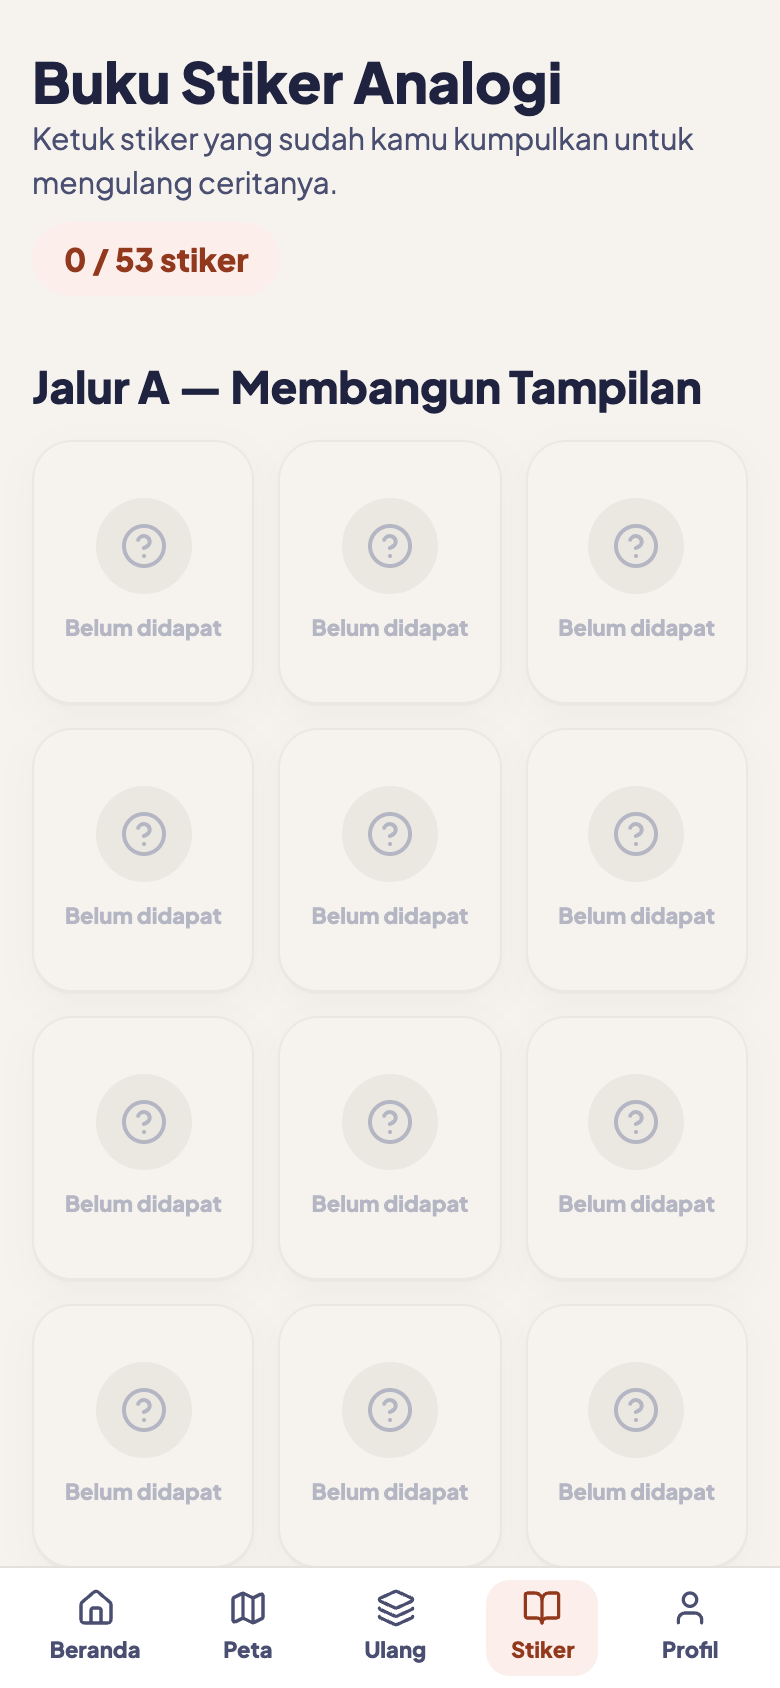 Buku Stiker Analogi
Ketuk stiker yang sudah kamu kumpulkan untuk
mengulang ceritanya.
0 / 53 stiker
Jalur A — Membangun Tampilan
Belum didapat
Belum didapat
Belum didapat
Belum didapat
Belum didapat
Belum didapat
Belum didapat
Belum didapat
Belum didapat
Belum didapat
Belum didapat
Belum didapat
Beranda
Peta
Ulang
Stiker
Profil